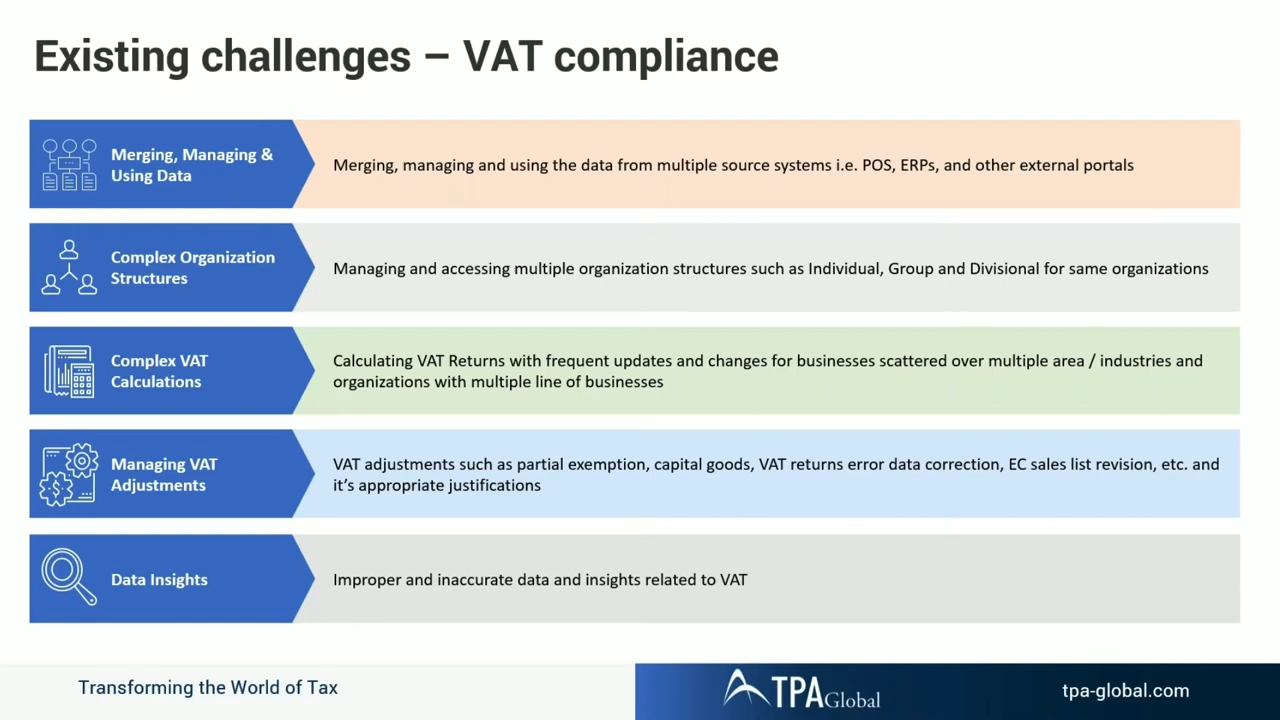 Existing challenges – VAT compliance
Merging, Managing &
Using Data
Merging, managing and using the data from multiple source systems i.e. POS, ERPs, and other external portals
Complex Organization
Structures
Managing and accessing multiple organization structures such as Individual, Group and Divisional for same organizations
Complex VAT
Calculations
Calculating VAT Returns with frequent updates and changes for businesses scattered over multiple area / industries and
organizations with multiple line of businesses
Managing VAT
Adjustments
VAT adjustments such as partial exemption, capital goods, VAT returns error data correction, EC sales list revision, etc. and
it's appropriate justifications
Data Insights
Improper and inaccurate data and insights related to VAT
Transforming the World of Tax
TPA Global
tpa-global.com